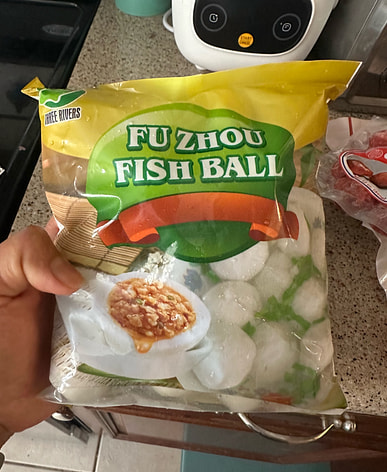 THREE RIVERS
FU ZHOU
FISH BALL